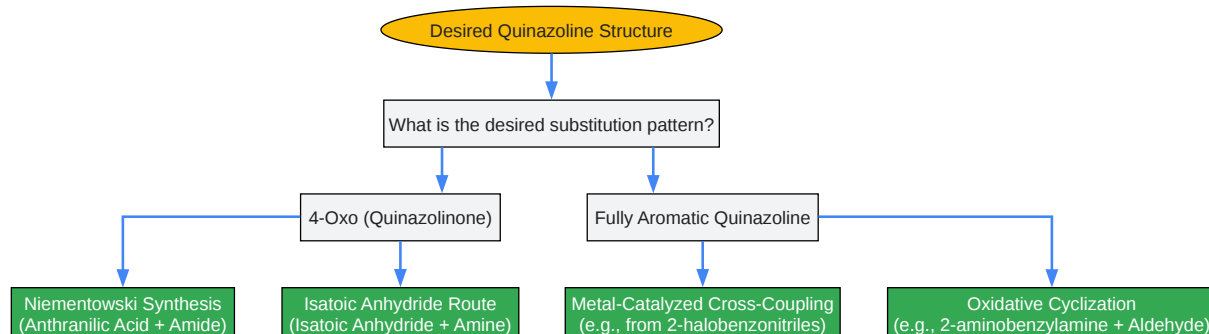 Desired Quinazoline Structure
What is the desired substitution pattern?
4-Oxo (Quinazolinone)
Fully Aromatic Quinazoline
Niementowski Synthesis
(Anthranilic Acid + Amide)
Isatoic Anhydride Route
(Isatoic Anhydride + Amine)
Metal-Catalyzed Cross-Coupling
(e.g., from 2-halobenzonitriles)
Oxidative Cyclization
(e.g., 2-aminobenzylamine + Aldehyde)